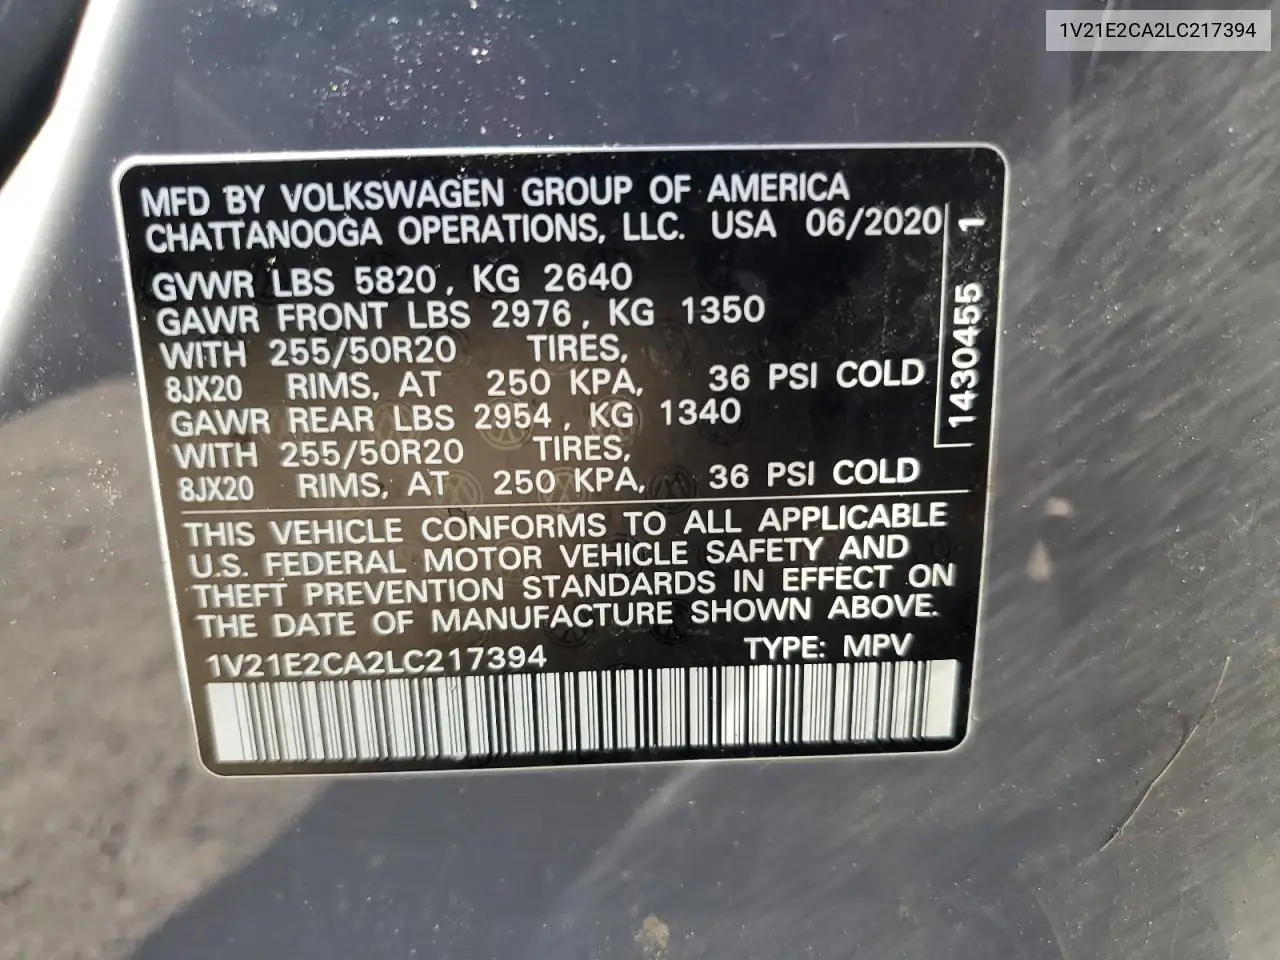 1V21E2CA2LC217394
MFD BY VOLKSWAGEN GROUP OF AMERICA
CHATTANOOGA OPERATIONS, LLC. USA 06/2020
GVWR LBS 5820, KG 2640
GAWR FRONT LBS 2976, KG 1350
WITH 255/50R20 TIRES,
8JX20 RIMS, AT 250 KPA, 36 PSI COLD
GAWR REAR LBS 2954, KG 1340
WITH 255/50R20 TIRES,
8JX20 RIMS, AT 250 KPA, 36 PSI COLD
1430455 1
THIS VEHICLE CONFORMS TO ALL APPLICABLE
U.S. FEDERAL MOTOR VEHICLE SAFETY AND
THEFT PREVENTION STANDARDS IN EFFECT ON
THE DATE OF MANUFACTURE SHOWN ABOVE.
1V21E2CA2LC217394 TYPE: MPV